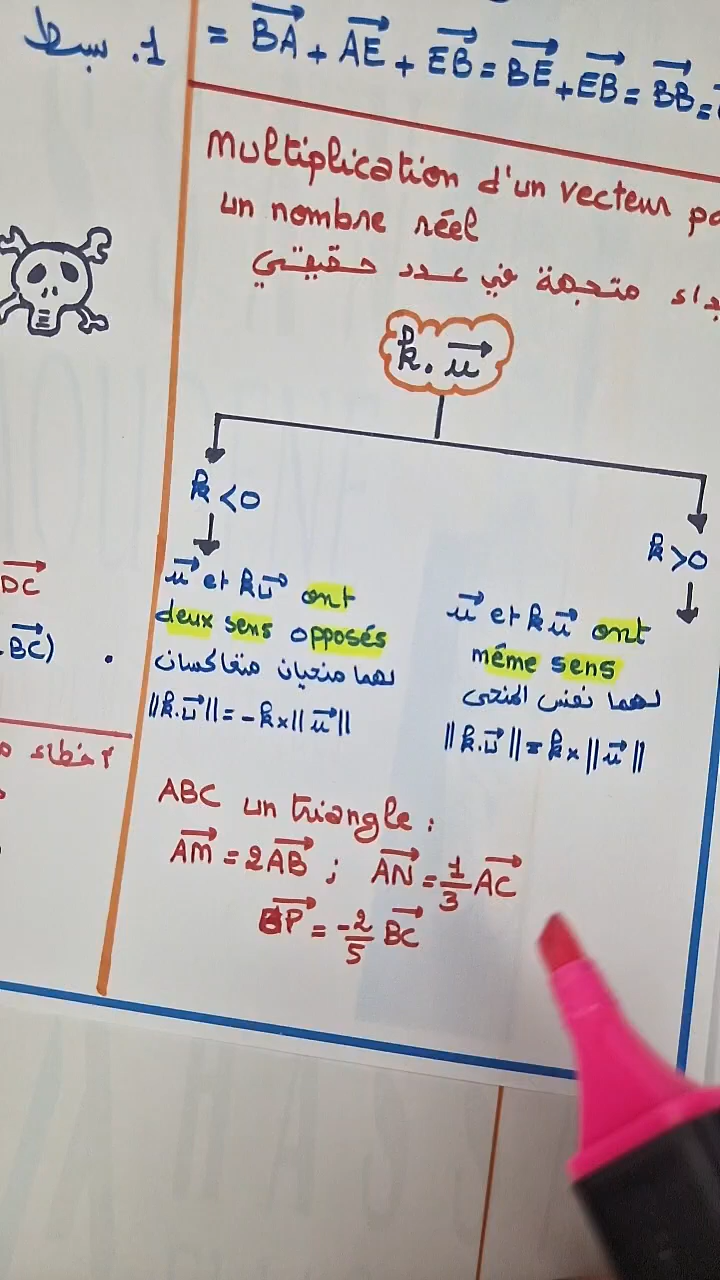 1. بسط
= BA + AE + EB = BE + EB = BB =
Multiplication d'un vecteur
un nombre réel
متجهة في عدد حقيقي
k. u
k < 0
k > 0
u et ku ont
deux sens opposés
لهما منحيان متعاكسان
||k.u|| = -k x ||u||
u et ku ont
même sens
لهما نفس المنحى
||k.u|| = k x ||u||
DC
BC) .
ABC un triangle :
AM = 2AB ; AN = 1/3 AC
BP = -2/5 BC